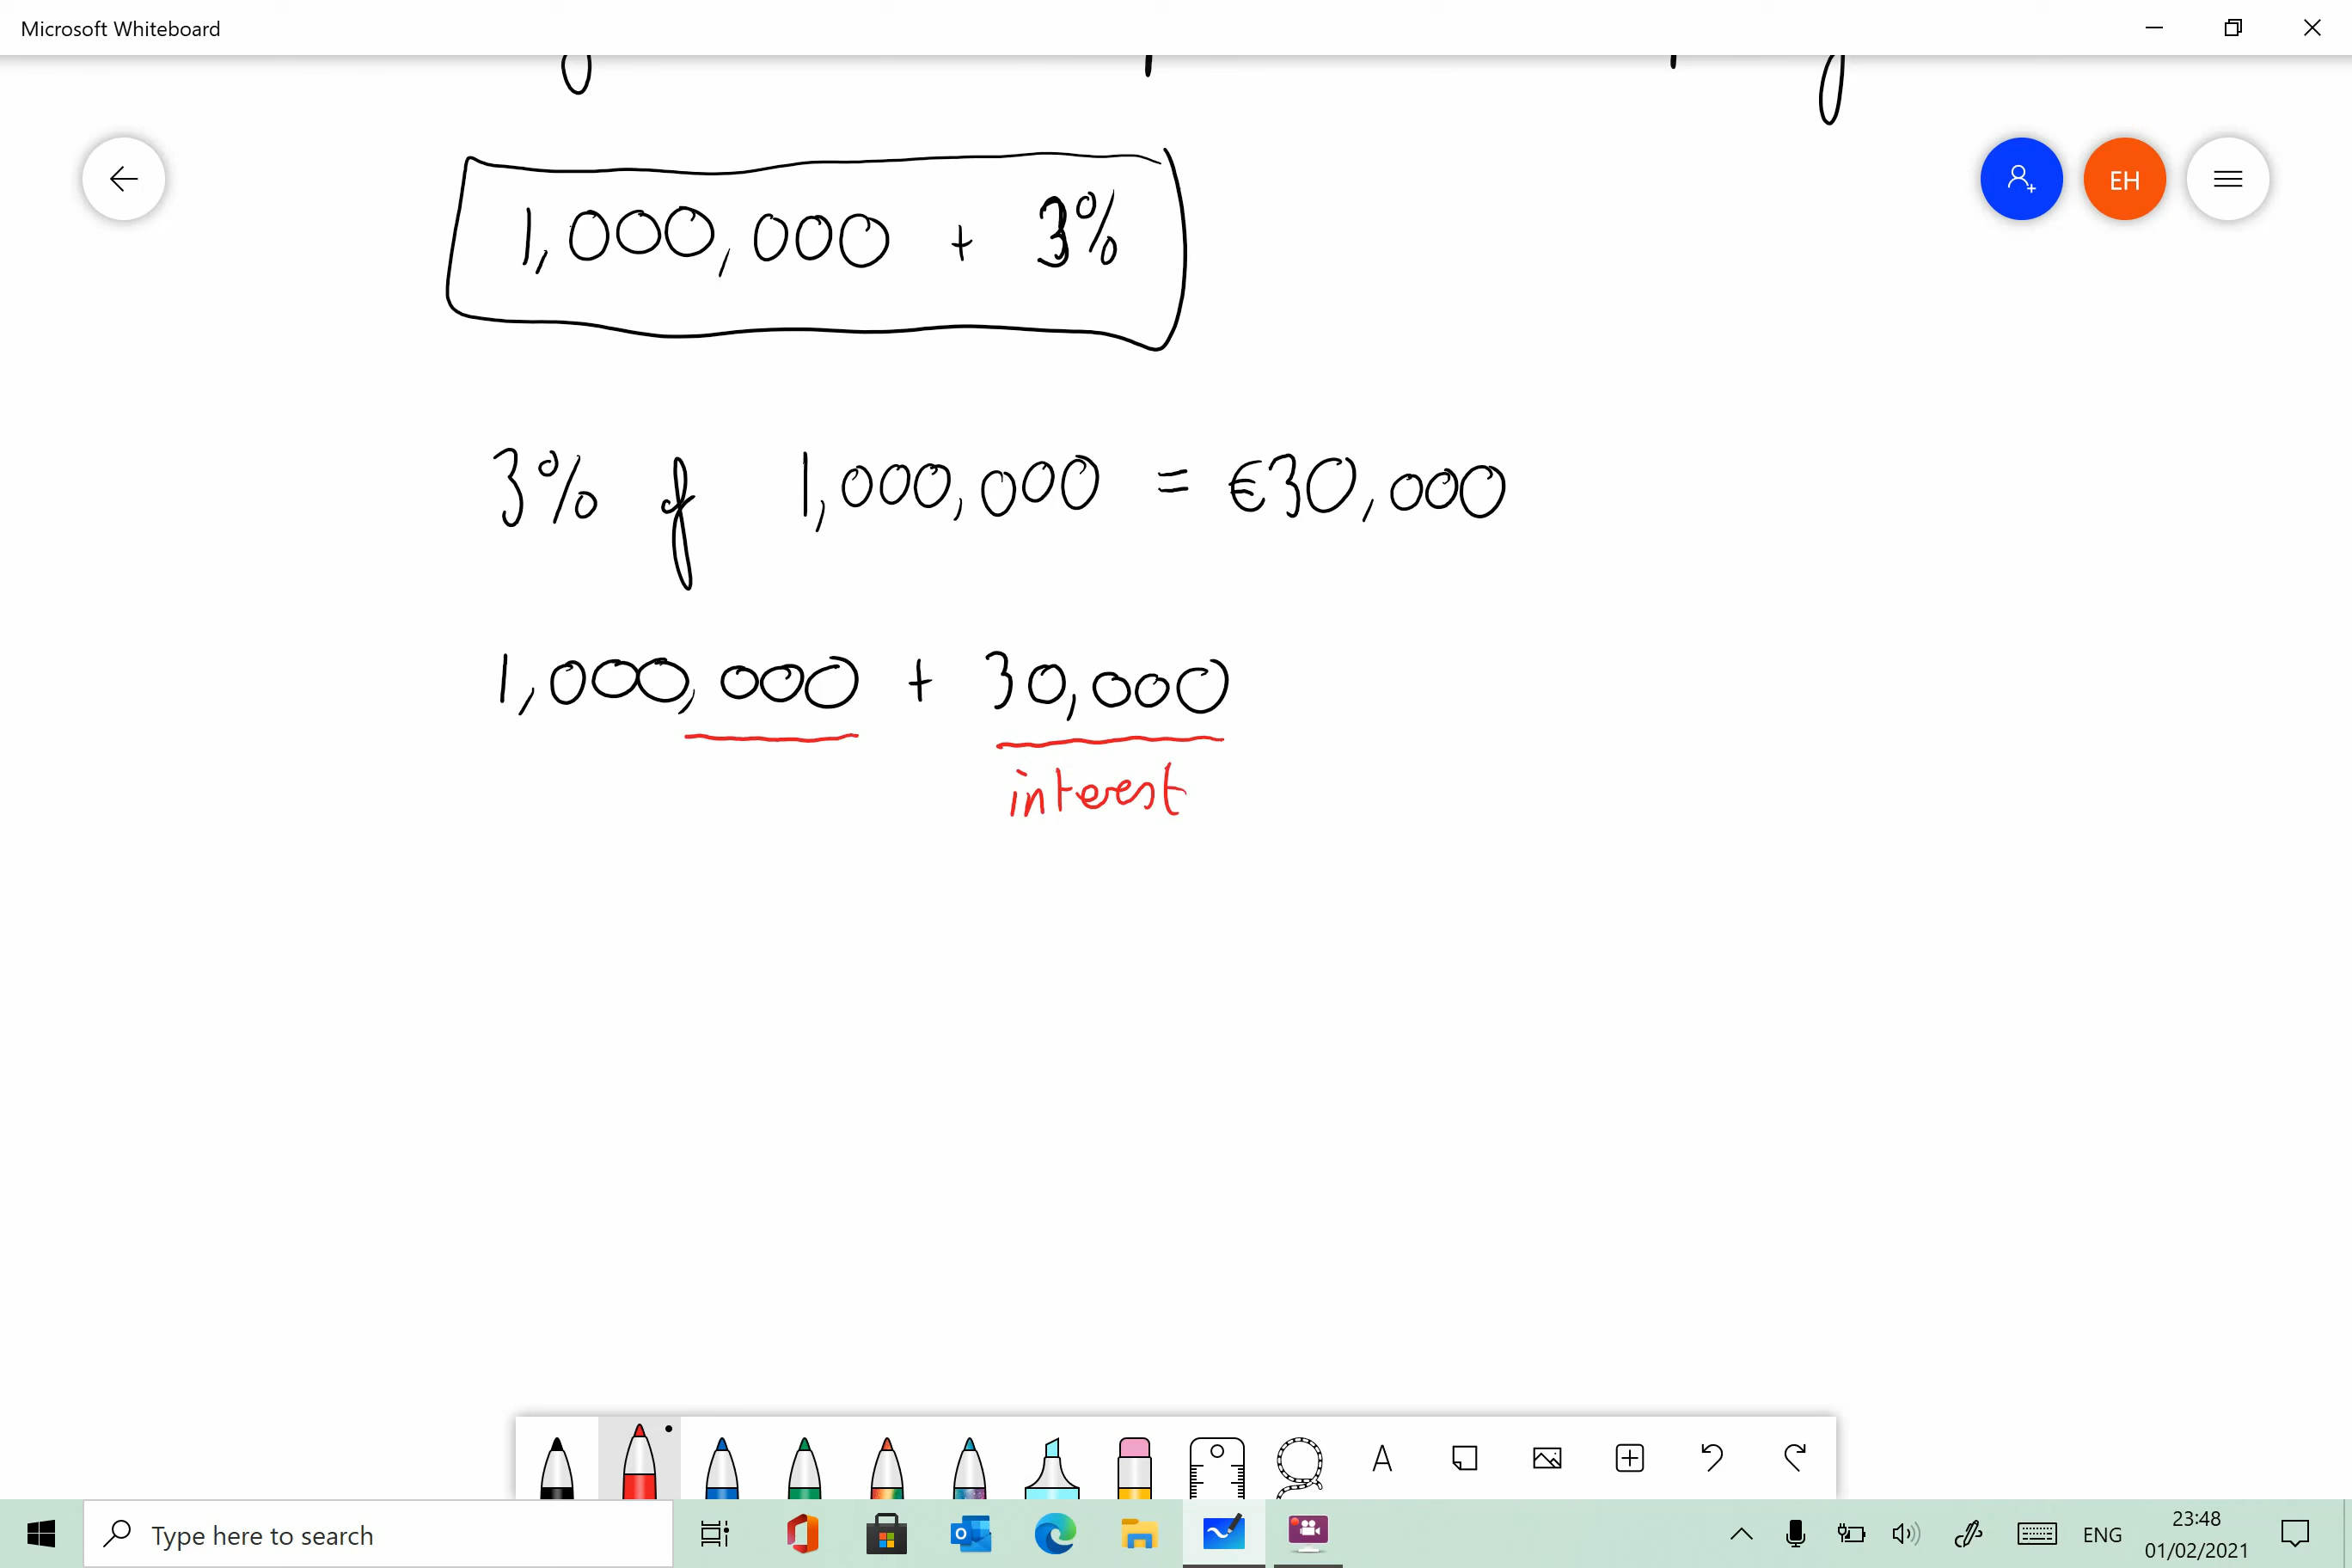 Microsoft Whiteboard
EH
1,000,000 + 3%
3% of 1,000,000 = €30,000
1,000,000 + 30,000
interest
A
Type here to search
ENG
23:48
01/02/2021